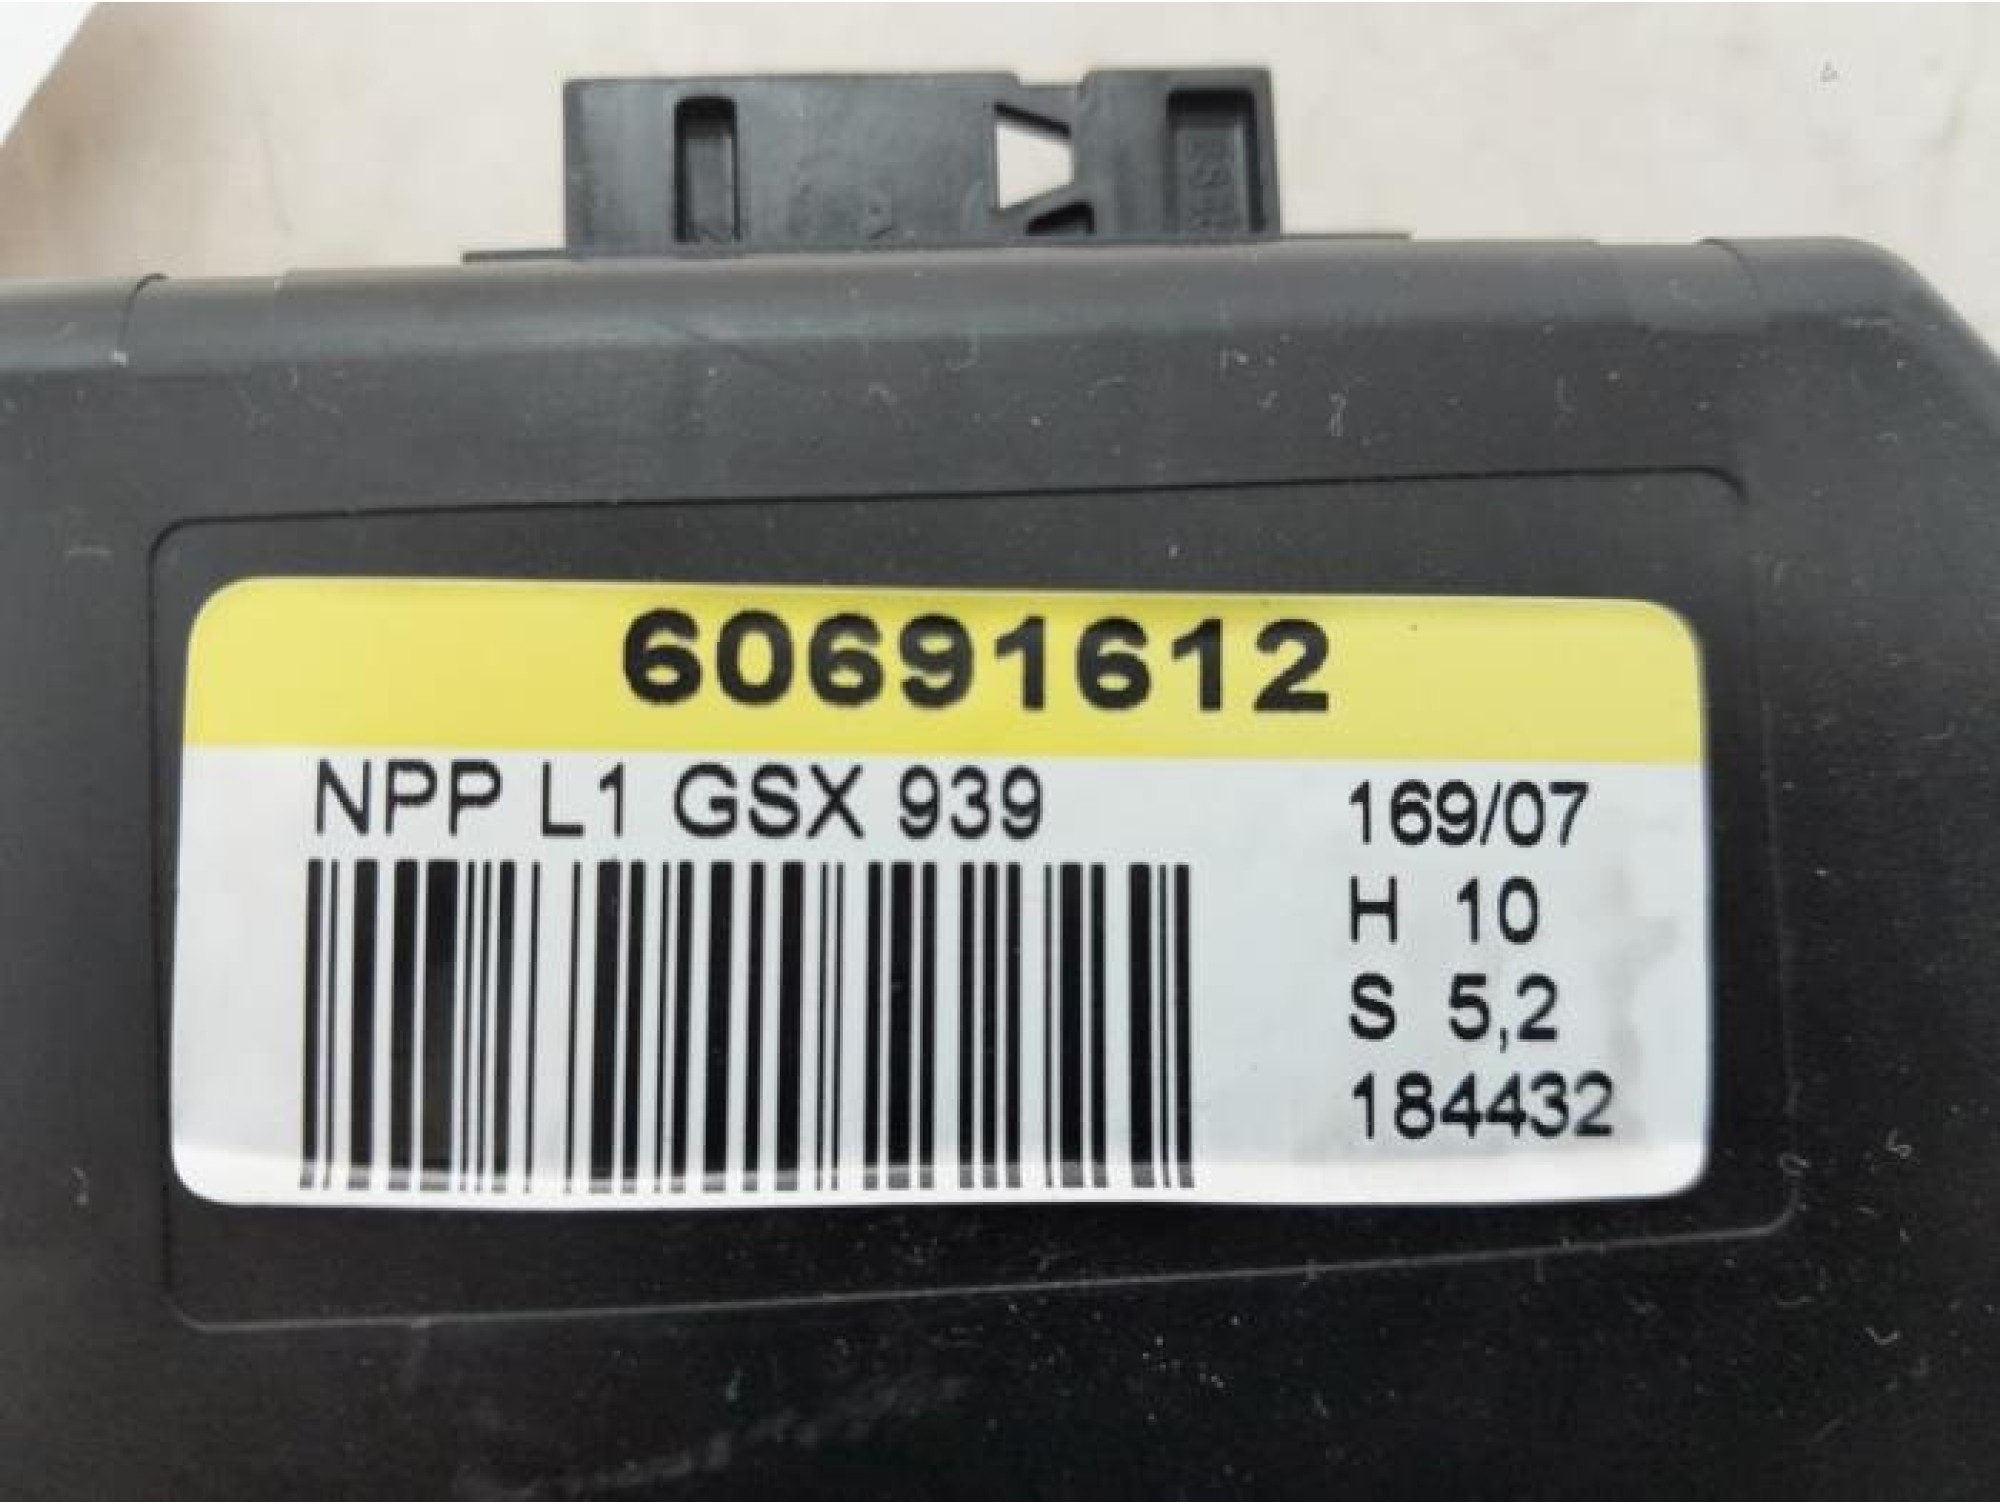 60691612
NPP L1 GSX 939
169/07
H 10
S 5,2
184432